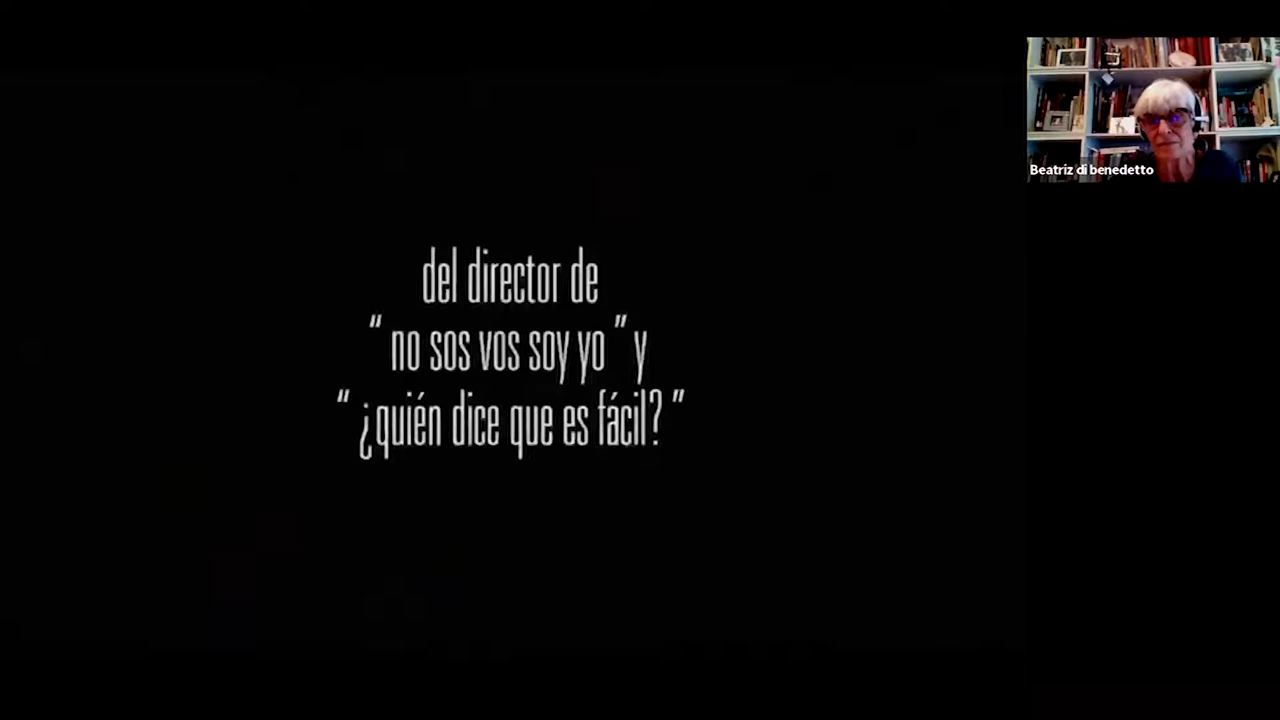 del director de
“ no sos vos soy yo ” y
“ ¿quién dice que es fácil? ”
Beatriz di benedetto